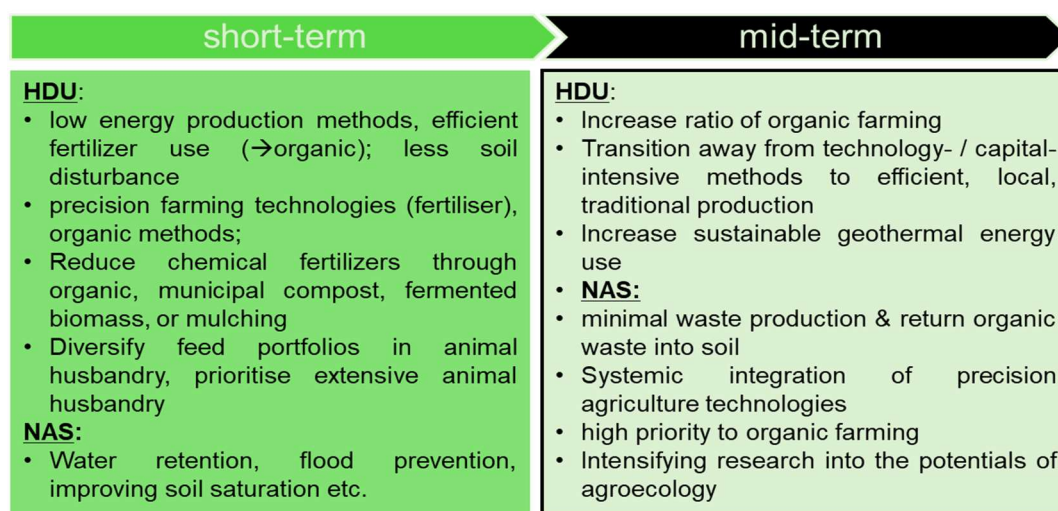 short-term
HDU:
• low energy production methods, efficient
fertilizer use (→organic); less soil
disturbance
• precision farming technologies (fertiliser),
organic methods;
• Reduce chemical fertilizers through
organic, municipal compost, fermented
biomass, or mulching
• Diversify feed portfolios in animal
husbandry, prioritise extensive animal
husbandry
NAS:
• Water retention, flood prevention,
improving soil saturation etc.
mid-term
HDU:
• Increase ratio of organic farming
• Transition away from technology- / capital-
intensive methods to efficient, local,
traditional production
• Increase sustainable geothermal energy
use
• NAS:
• minimal waste production & return organic
waste into soil
• Systemic integration of precision
agriculture technologies
• high priority to organic farming
• Intensifying research into the potentials of
agroecology